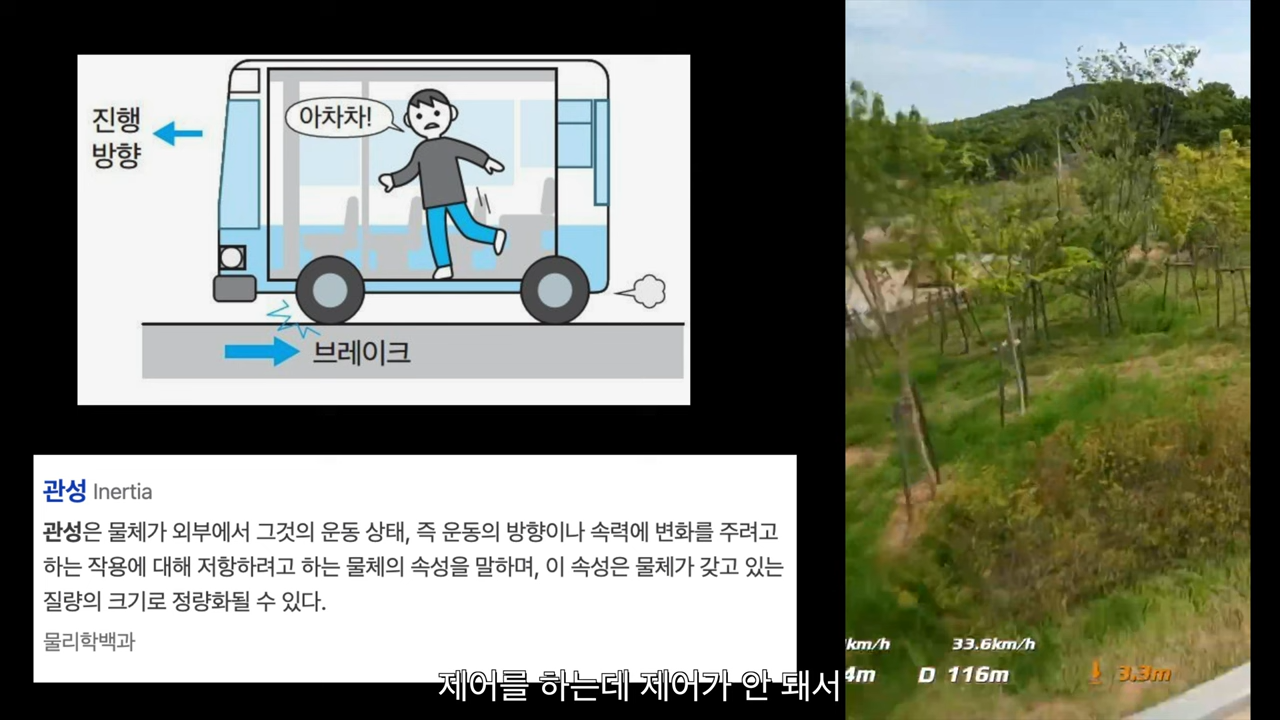 진행
방향
아차차!
브레이크
관성 Inertia
관성은 물체가 외부에서 그것의 운동 상태, 즉 운동의 방향이나 속력에 변화를 주려고
하는 작용에 대해 저항하려고 하는 물체의 속성을 말하며, 이 속성은 물체가 갖고 있는
질량의 크기로 정량화될 수 있다.
물리학백과
km/h 33.6km/h
4m D 116m 3.3m
제어를 하는데 제어가 안 돼서